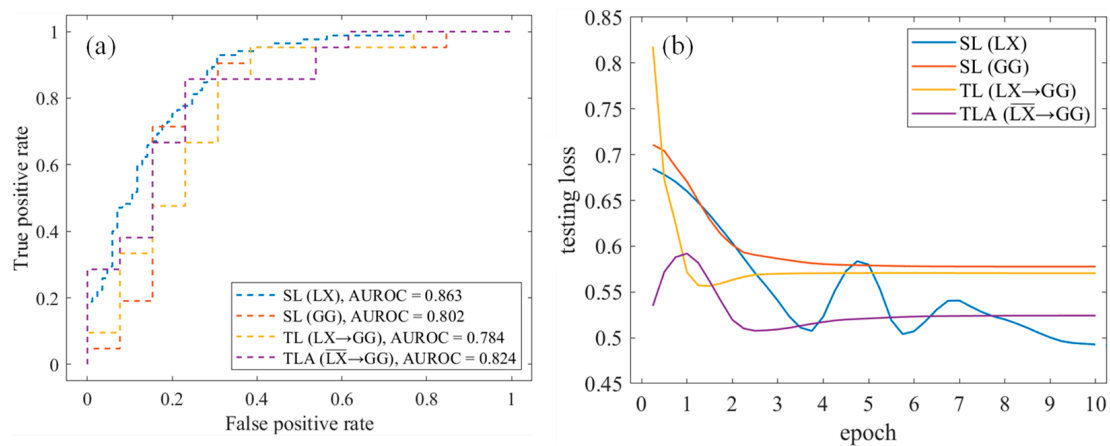 (a)
True positive rate
1
0.8
0.6
0.4
0.2
0
SL (LX), AUROC = 0.863
SL (GG), AUROC = 0.802
TL (LX→GG), AUROC = 0.784
TLA (L̅X̅→GG), AUROC = 0.824
0 0.2 0.4 0.6 0.8 1
False positive rate
(b)
testing loss
0.85
0.8
0.75
0.7
0.65
0.6
0.55
0.5
0.45
SL (LX)
SL (GG)
TL (LX→GG)
TLA (L̅X̅→GG)
0 1 2 3 4 5 6 7 8 9 10
epoch